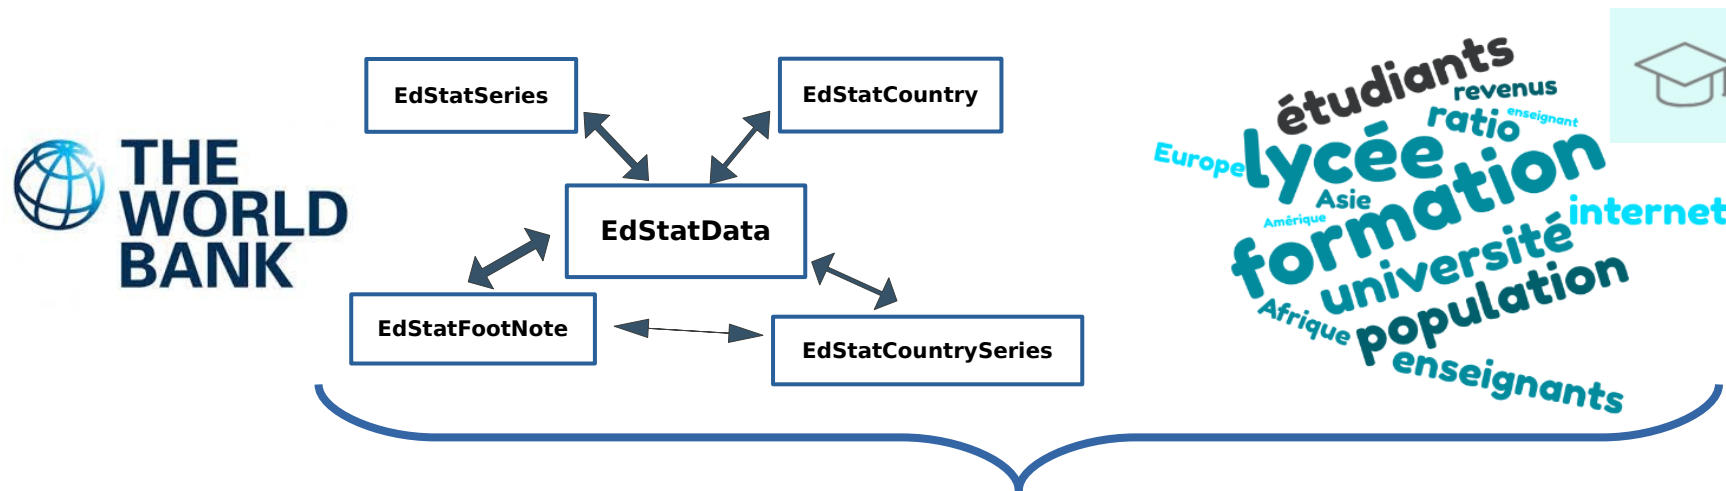 THE
WORLD
BANK
EdStatSeries
EdStatCountry
EdStatData
EdStatFootNote
EdStatCountrySeries
étudiants
revenus
ratio
enseignant
Europe
lycée
Asie
Amérique
formation
internet
université
Afrique
population
enseignants